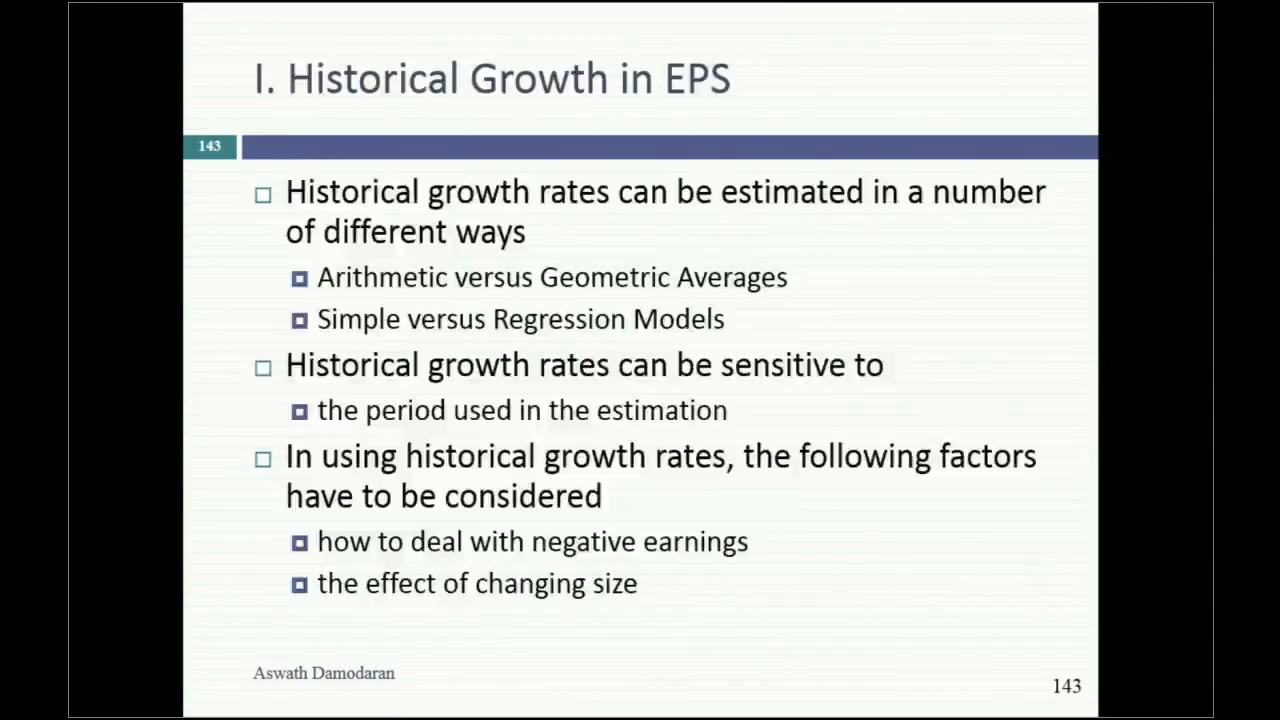 I. Historical Growth in EPS
143
Historical growth rates can be estimated in a number
of different ways
Arithmetic versus Geometric Averages
Simple versus Regression Models
Historical growth rates can be sensitive to
the period used in the estimation
In using historical growth rates, the following factors
have to be considered
how to deal with negative earnings
the effect of changing size
Aswath Damodaran
143